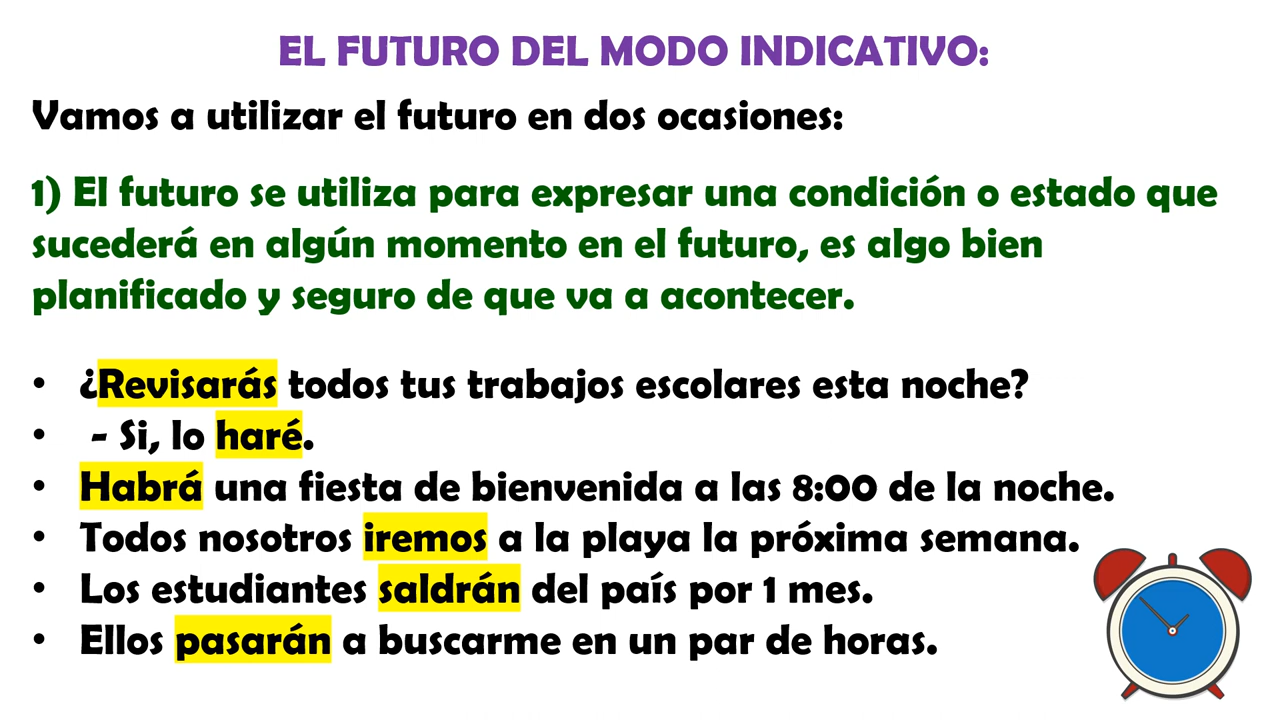 EL FUTURO DEL MODO INDICATIVO:
Vamos a utilizar el futuro en dos ocasiones:
1) El futuro se utiliza para expresar una condición o estado que
sucederá en algún momento en el futuro, es algo bien
planificado y seguro de que va a acontecer.
• ¿Revisarás todos tus trabajos escolares esta noche?
• - Si, lo haré.
• Habrá una fiesta de bienvenida a las 8:00 de la noche.
• Todos nosotros iremos a la playa la próxima semana.
• Los estudiantes saldrán del país por 1 mes.
• Ellos pasarán a buscarme en un par de horas.